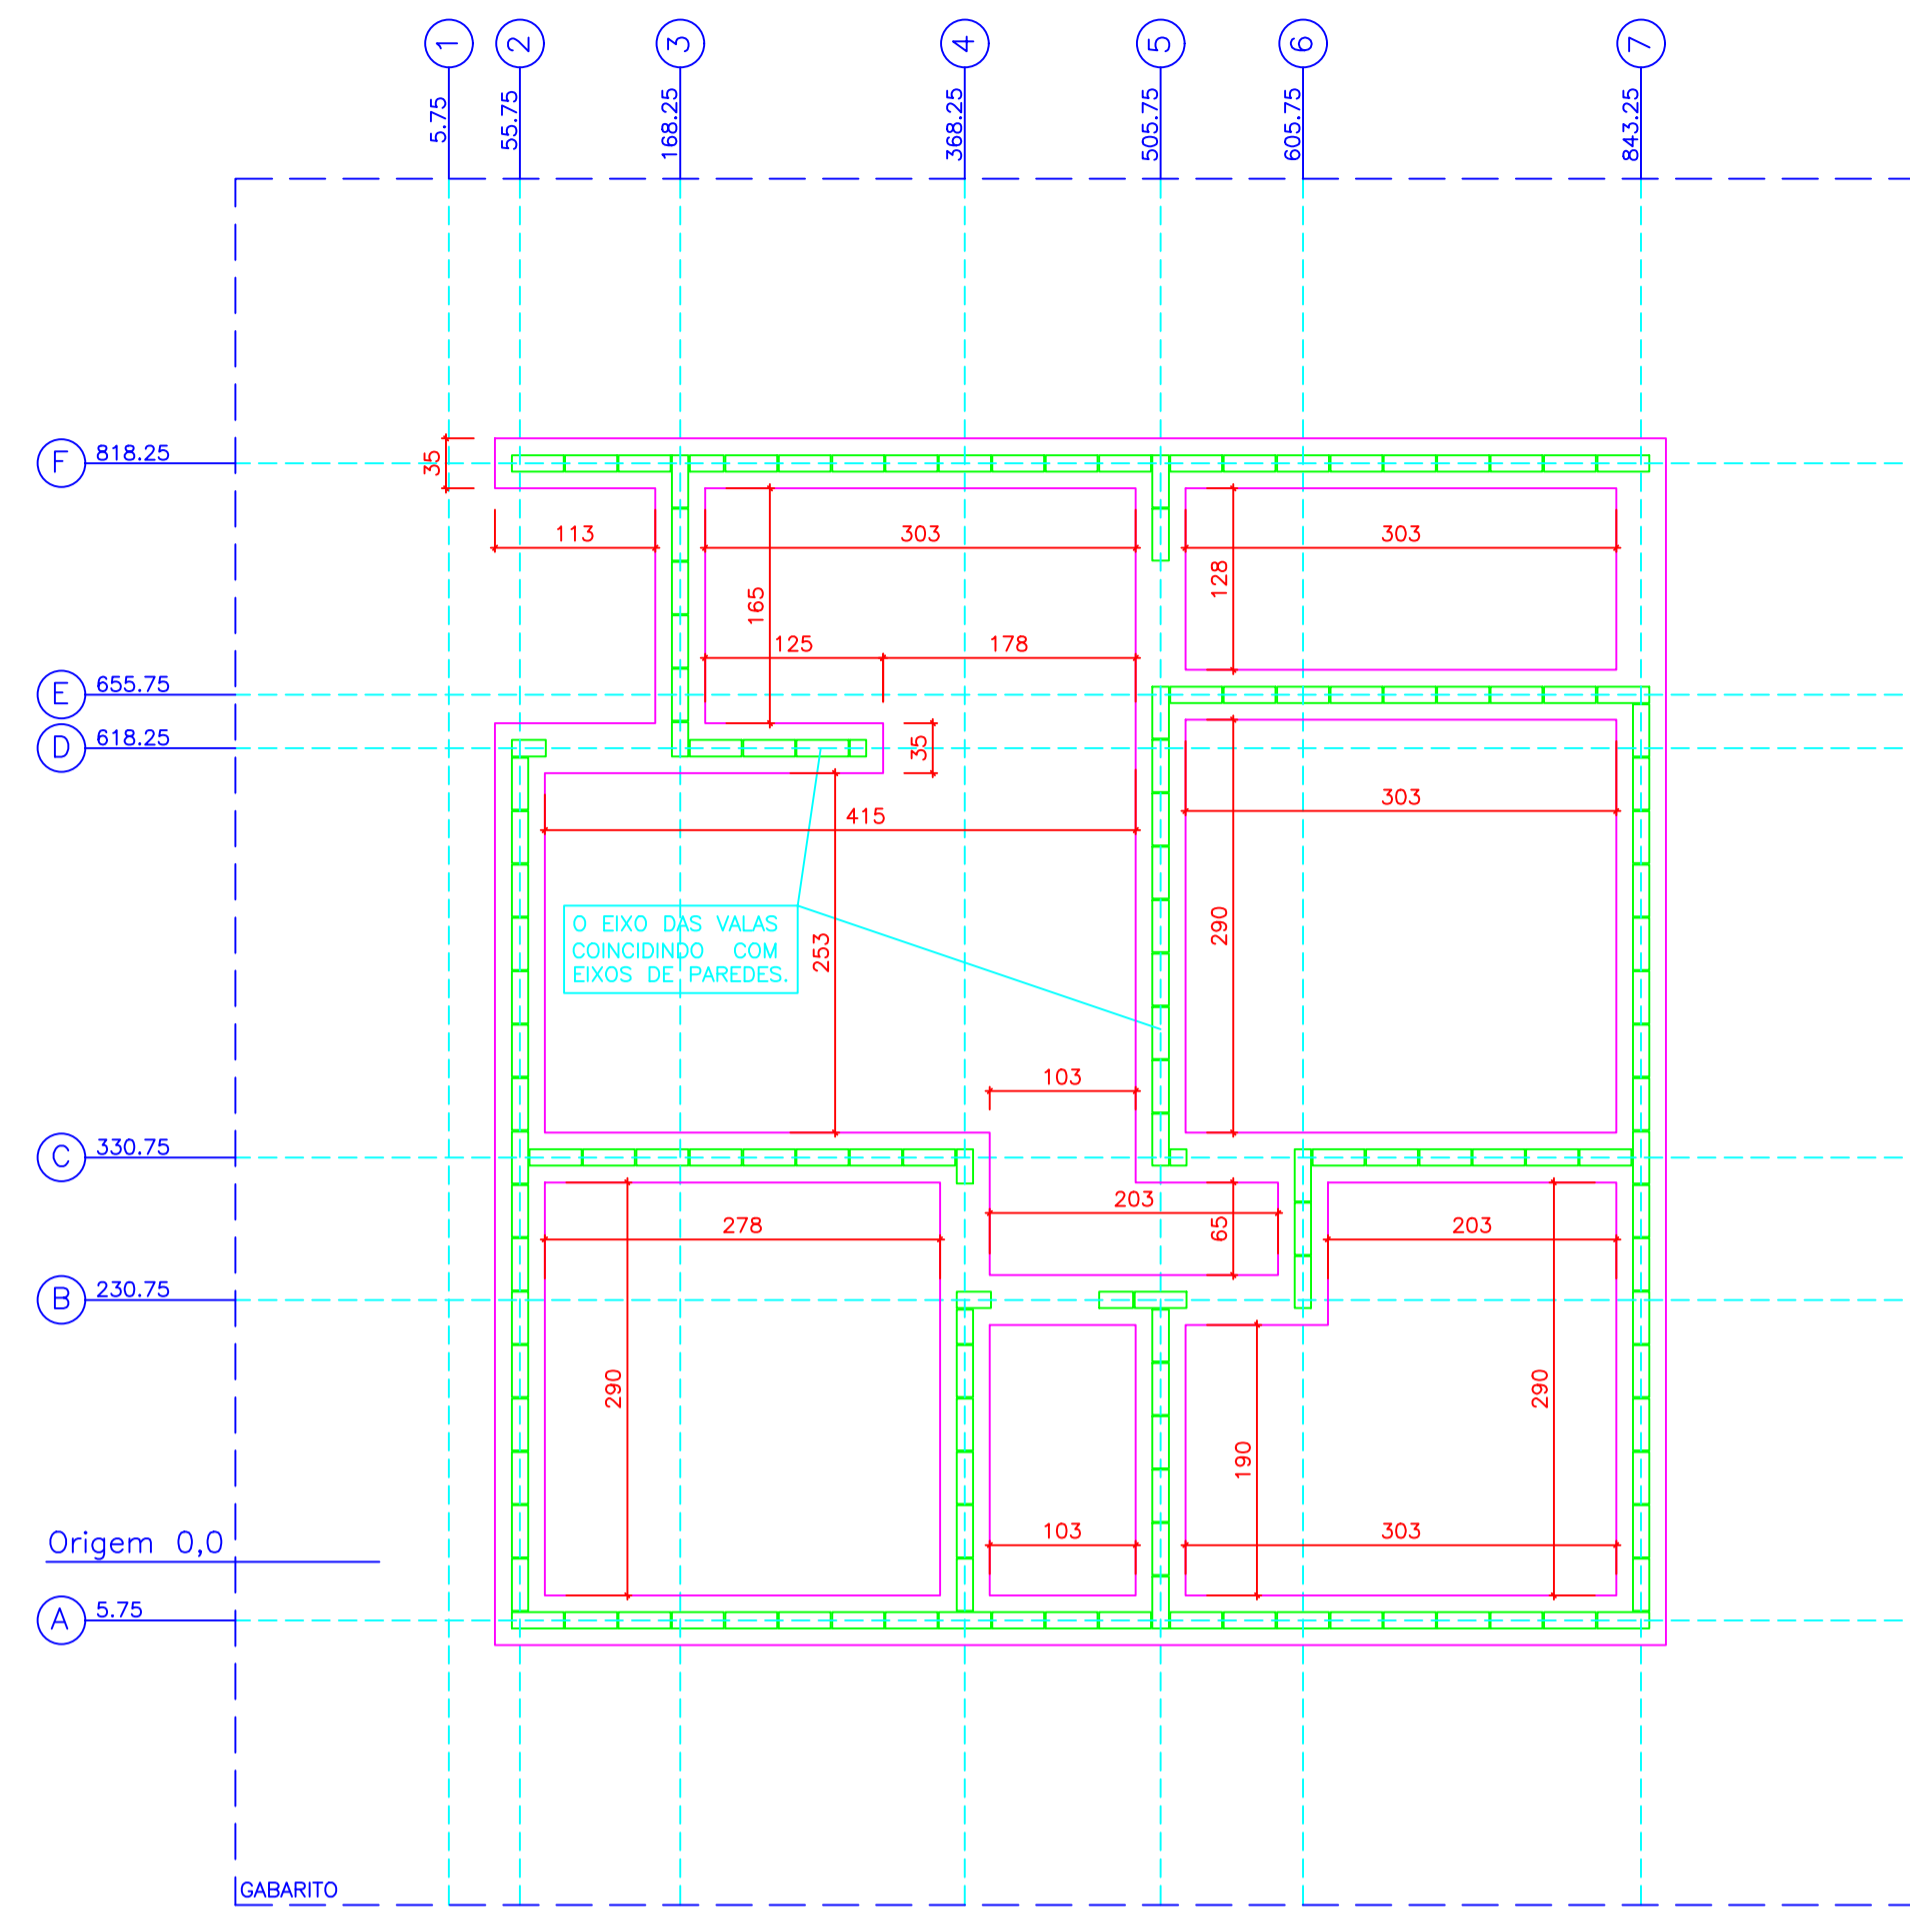 1 2 3 4 5 6 7
5.75 55.75 168.25 368.25 505.75 605.75 843.25
F 818.25
35
113 303 303
128
165
125 178
E 655.75
D 618.25
35
303
415
O EIXO DAS VALAS
COINCIDINDO COM
EIXOS DE PAREDES.
253
290
103
C 330.75
203
65
278 203
B 230.75
290
290
190
Origem 0,0
103 303
A 5.75
GABARITO